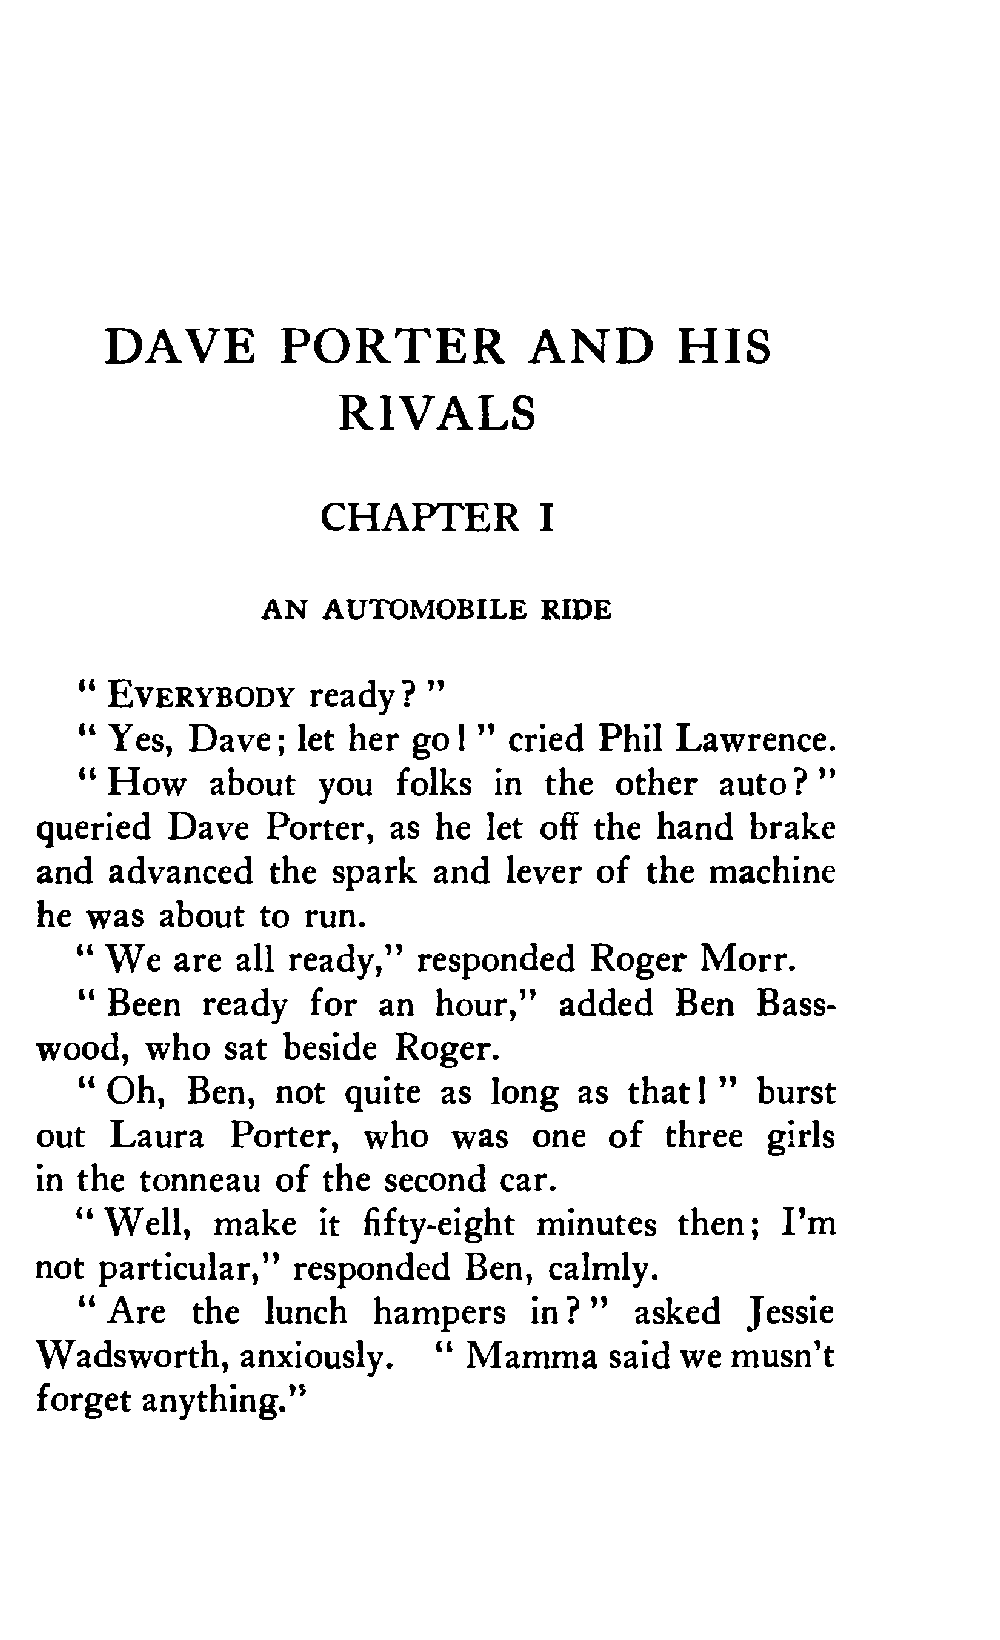 DAVE PORTER AND HIS
RIVALS
CHAPTER I
AN AUTOMOBILE RIDE
" EVERYBODY ready? "
" Yes, Dave; let her go! " cried Phil Lawrence.
" How about you folks in the other auto? "
queried Dave Porter, as he let off the hand brake
and advanced the spark and lever of the machine
he was about to run.
" We are all ready," responded Roger Morr.
" Been ready for an hour," added Ben Bass-
wood, who sat beside Roger.
" Oh, Ben, not quite as long as that! " burst
out Laura Porter, who was one of three girls
in the tonneau of the second car.
" Well, make it fifty-eight minutes then; I'm
not particular," responded Ben, calmly.
" Are the lunch hampers in? " asked Jessie
Wadsworth, anxiously. " Mamma said we musn't
forget anything."